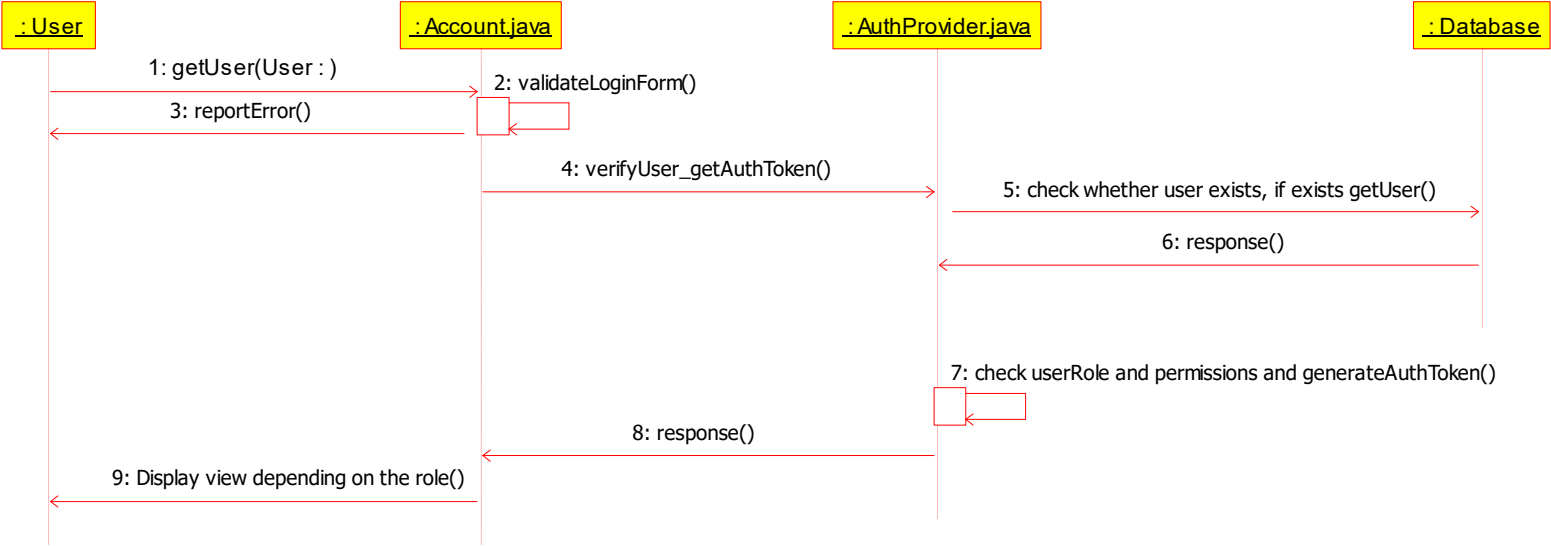 : User
: Account.java
: AuthProvider.java
: Database
1: getUser(User : )
2: validateLoginForm()
3: reportError()
4: verifyUser_getAuthToken()
5: check whether user exists, if exists getUser()
6: response()
7: check userRole and permissions and generateAuthToken()
8: response()
9: Display view depending on the role()